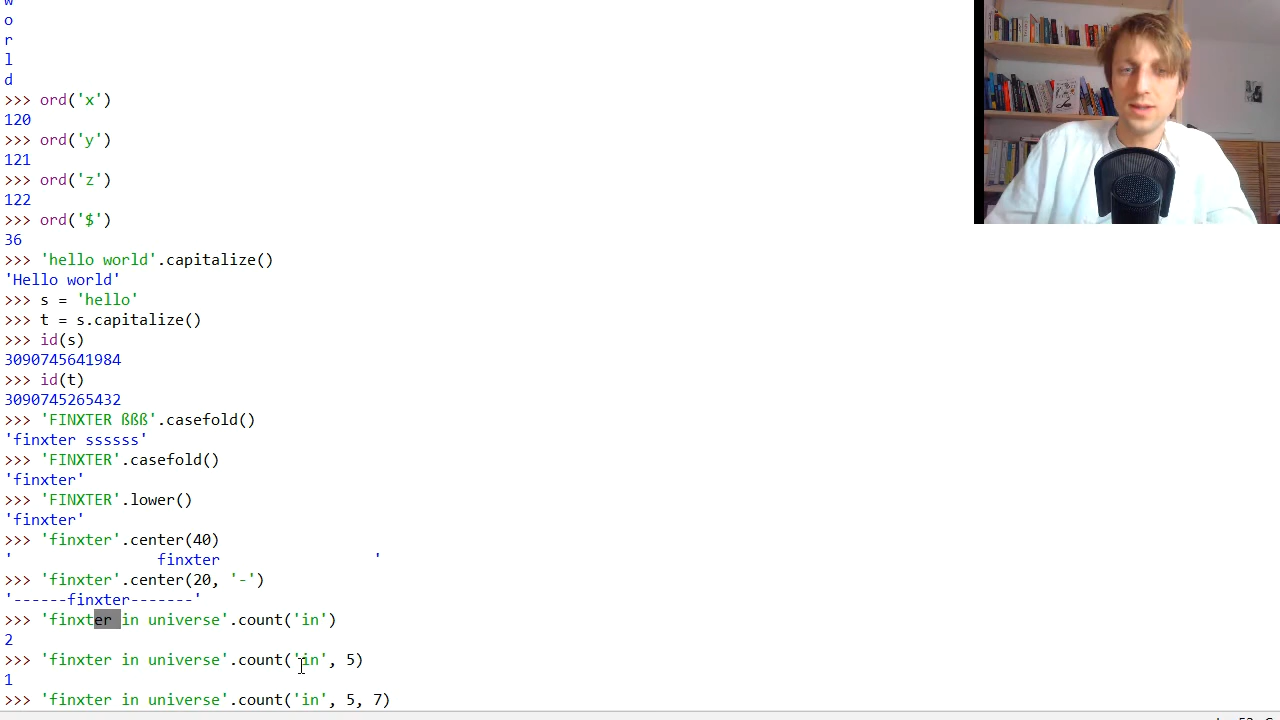 w
o
r
l
d
>>> ord('x')
120
>>> ord('y')
121
>>> ord('z')
122
>>> ord('$')
36
>>> 'hello world'.capitalize()
'Hello world'
>>> s = 'hello'
>>> t = s.capitalize()
>>> id(s)
3090745641984
>>> id(t)
3090745265432
>>> 'FINXTER ßßß'.casefold()
'finxter ssssss'
>>> 'FINXTER'.casefold()
'finxter'
>>> 'FINXTER'.lower()
'finxter'
>>> 'finxter'.center(40)
'                finxter                 '
>>> 'finxter'.center(20, '-')
'------finxter-------'
>>> 'finxter in universe'.count('in')
2
>>> 'finxter in universe'.count('in', 5)
1
>>> 'finxter in universe'.count('in', 5, 7)